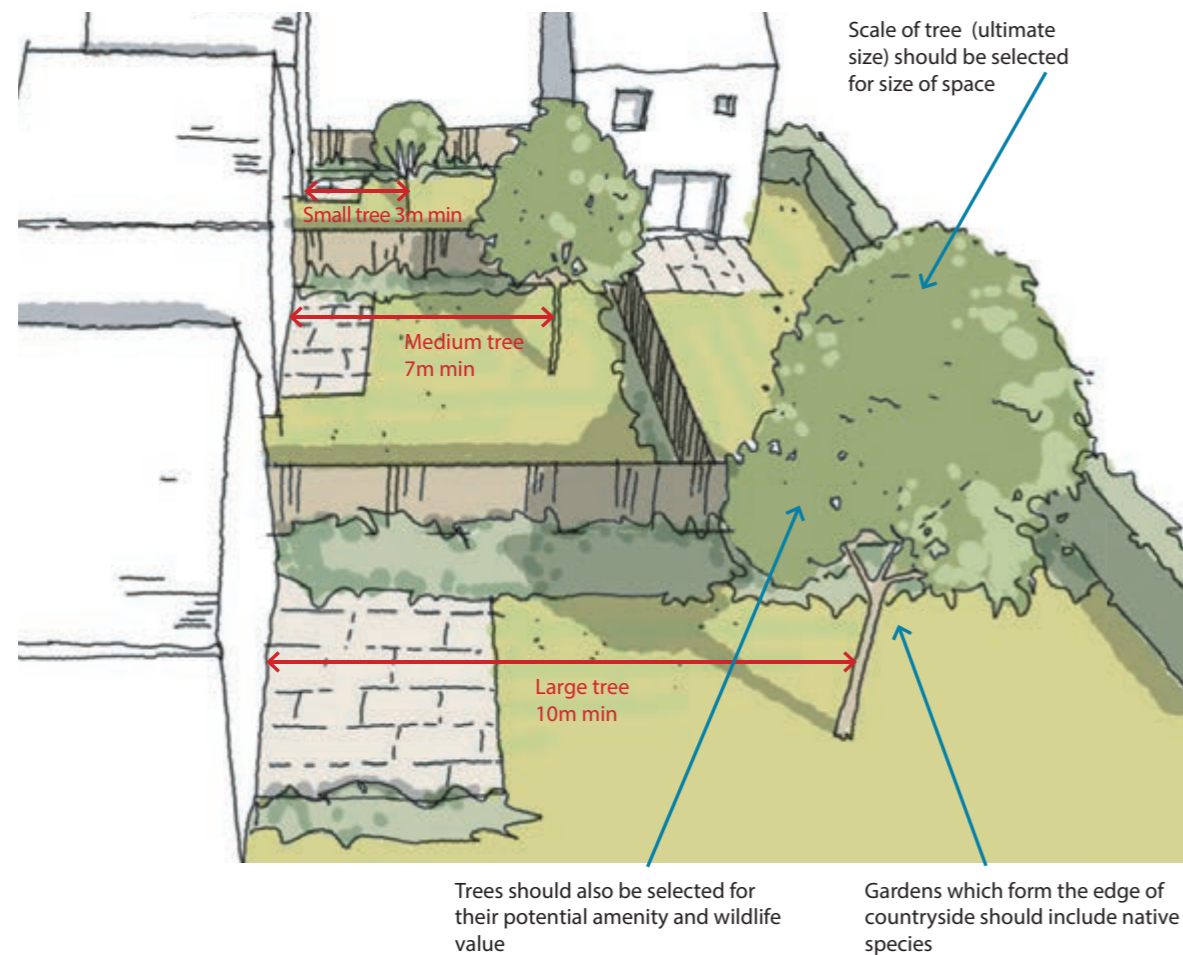 Scale of tree (ultimate
size) should be selected
for size of space
Small tree 3m min
Medium tree
7m min
Large tree
10m min
Trees should also be selected for
their potential amenity and wildlife
value
Gardens which form the edge of
countryside should include native
species